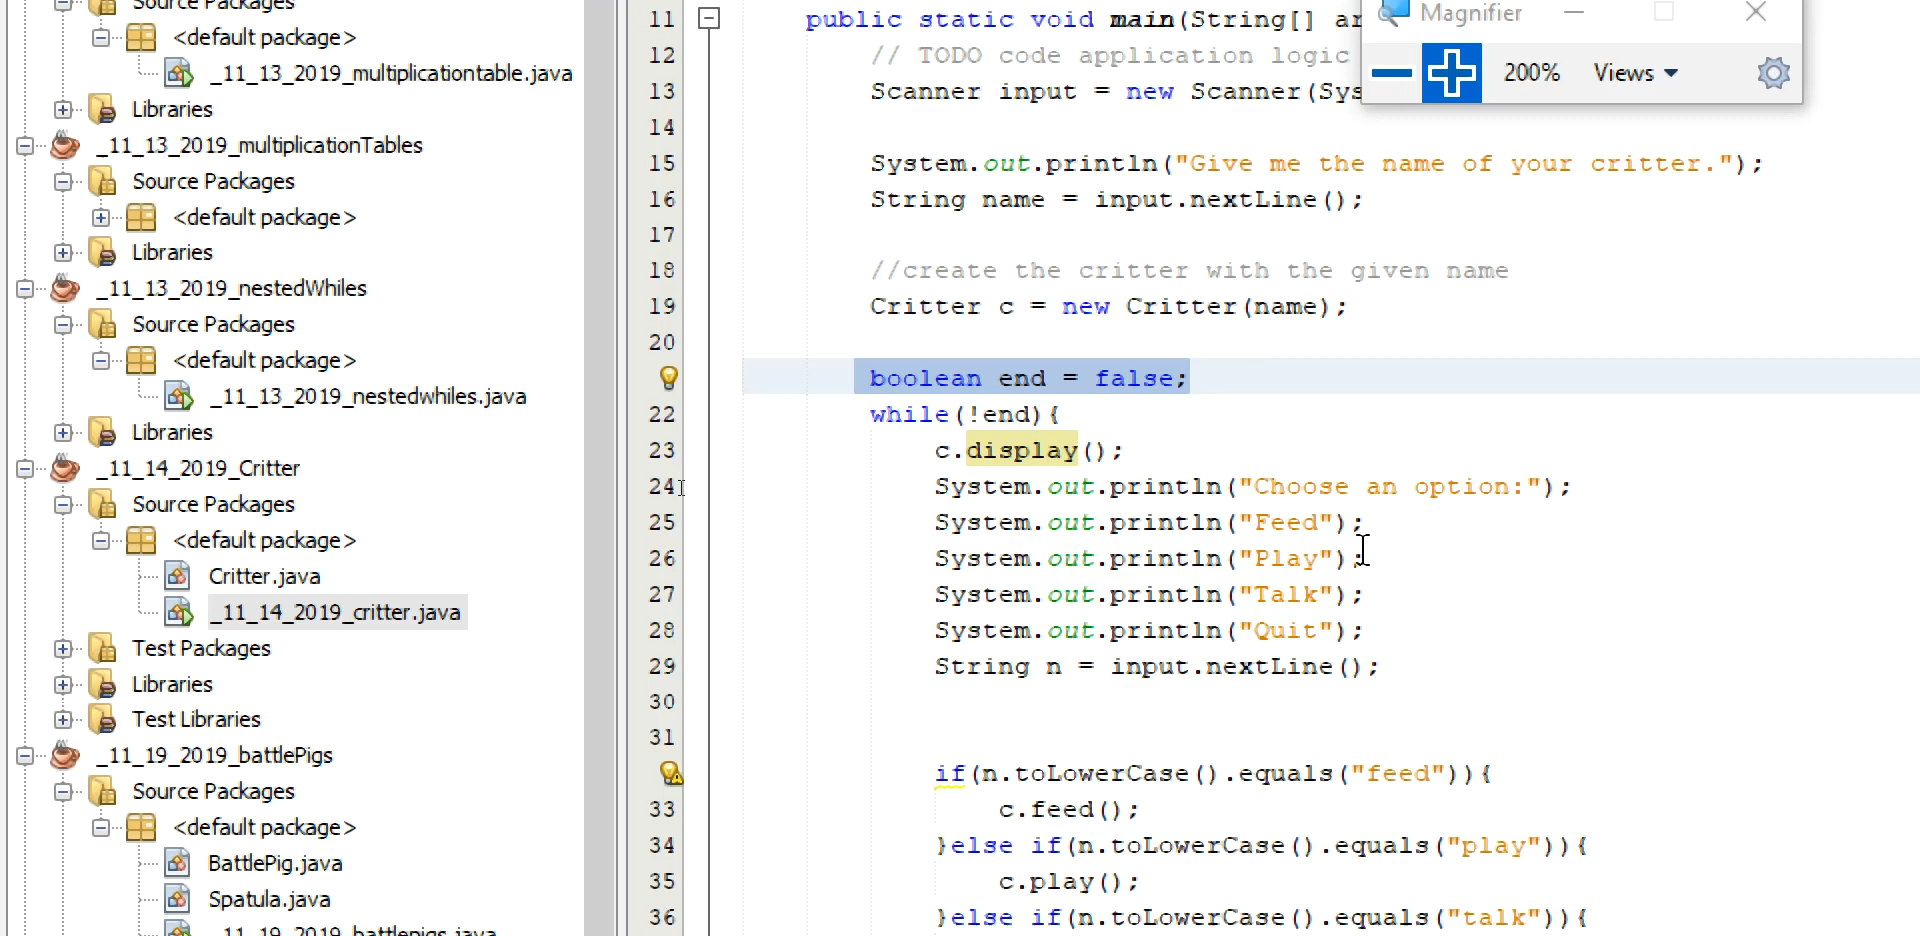 Source Packages
<default package>
_11_13_2019_multiplicationtable.java
Libraries
_11_13_2019_multiplicationTables
Source Packages
<default package>
Libraries
_11_13_2019_nestedWhiles
Source Packages
<default package>
_11_13_2019_nestedwhiles.java
Libraries
_11_14_2019_Critter
Source Packages
<default package>
Critter.java
_11_14_2019_critter.java
Test Packages
Libraries
Test Libraries
_11_19_2019_battlePigs
Source Packages
<default package>
BattlePig.java
Spatula.java
_11_19_2019_battlepigs.java
11 public static void main(String[] ar
12 // TODO code application logic
13 Scanner input = new Scanner(Sys
14
15 System.out.println("Give me the name of your critter.");
16 String name = input.nextLine();
17
18 //create the critter with the given name
19 Critter c = new Critter(name);
20
boolean end = false;
22 while(!end){
23 c.display();
24 System.out.println("Choose an option:");
25 System.out.println("Feed");
26 System.out.println("Play");
27 System.out.println("Talk");
28 System.out.println("Quit");
29 String n = input.nextLine();
30
31
if(n.toLowerCase().equals("feed")){
33 c.feed();
34 }else if(n.toLowerCase().equals("play")){
35 c.play();
36 }else if(n.toLowerCase().equals("talk")){
Magnifier
200% Views